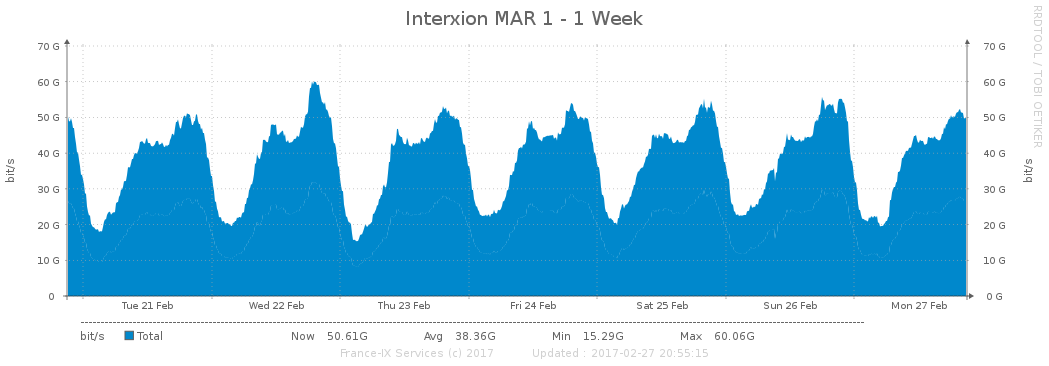 Interxion MAR 1 - 1 Week
RRDTOOL / TOBI OETIKER
bit/s
70 G 70 G
60 G 60 G
50 G 50 G
40 G 40 G
30 G 30 G
20 G 20 G
10 G 10 G
0 0 G
bit/s
Tue 21 Feb Wed 22 Feb Thu 23 Feb Fri 24 Feb Sat 25 Feb Sun 26 Feb Mon 27 Feb
bit/s Total Now 50.61G Avg 38.36G Min 15.29G Max 60.06G
France-IX Services (c) 2017 Updated : 2017-02-27 20:55:15